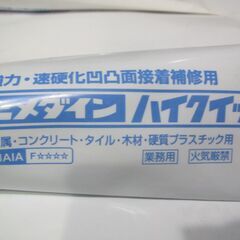 力・速硬化凹凸面接着補修用
メダイン ハイクイッ
属・コンクリート・タイル・木材・硬質プラスチック用
AIA F☆☆☆☆ 業務用 火気厳禁